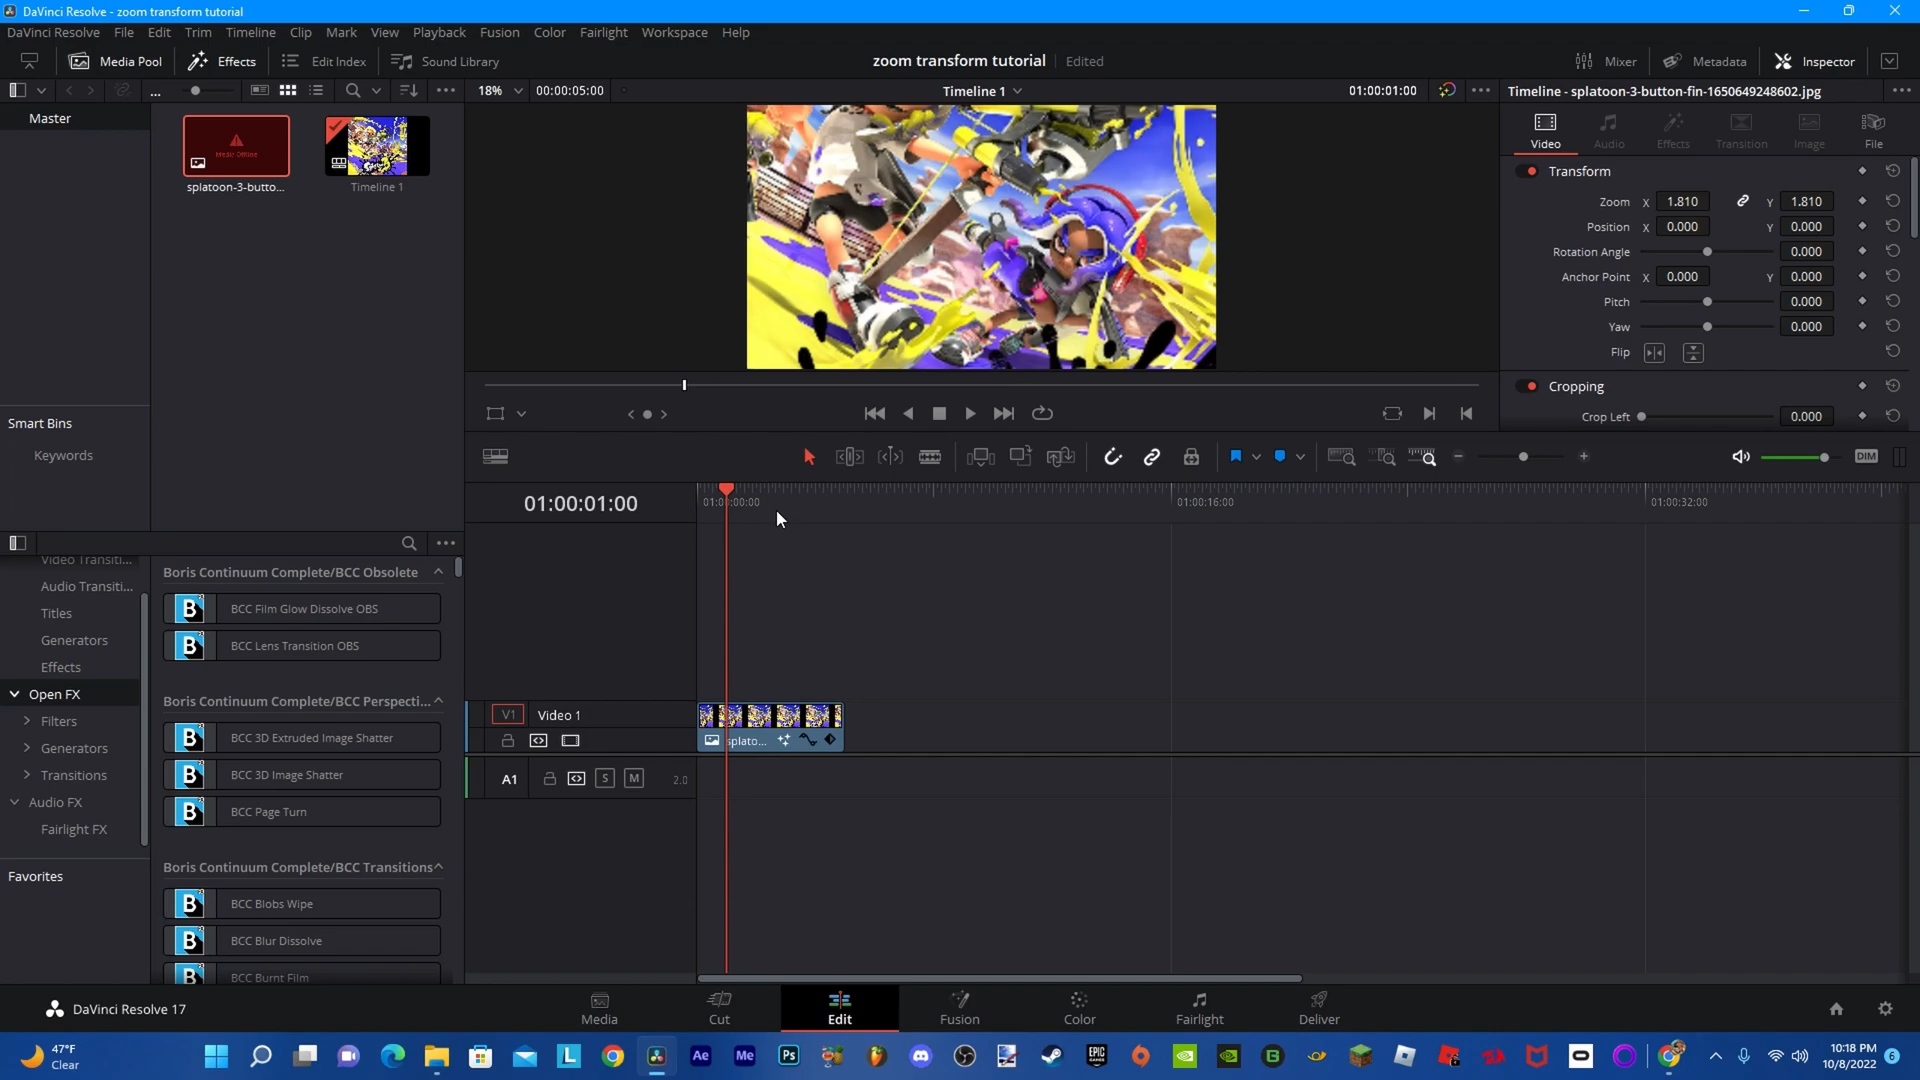 DaVinci Resolve - zoom transform tutorial
DaVinci Resolve File Edit Trim Timeline Clip Mark View Playback Fusion Color Fairlight Workspace Help
Media Pool Effects Edit Index Sound Library zoom transform tutorial Edited Mixer Metadata Inspector
... 18% 00:00:05:00 Timeline 1 01:00:01:00 Timeline - splatoon-3-button-fin-1650649248602.jpg
Master
Media Offline
splatoon-3-butto...
Timeline 1
Video Audio Effects Transition Image File
Transform
Zoom X 1.810 Y 1.810
Position X 0.000 Y 0.000
Rotation Angle 0.000
Anchor Point X 0.000 Y 0.000
Pitch 0.000
Yaw 0.000
Flip
Cropping
Crop Left 0.000
Smart Bins
Keywords
DIM
01:00:01:00
01:00:00:00 01:00:16:00 01:00:32:00
Video Transiti...
Audio Transiti...
Titles
Generators
Effects
Open FX
Filters
Generators
Transitions
Audio FX
Fairlight FX
Favorites
Boris Continuum Complete/BCC Obsolete
B BCC Film Glow Dissolve OBS
B BCC Lens Transition OBS
Boris Continuum Complete/BCC Perspecti...
B BCC 3D Extruded Image Shatter
B BCC 3D Image Shatter
B BCC Page Turn
Boris Continuum Complete/BCC Transitions
B BCC Blobs Wipe
B BCC Blur Dissolve
BCC Burnt Film
V1 Video 1
splato...
A1 S M 2.0
DaVinci Resolve 17
Media Cut Edit Fusion Color Fairlight Deliver
47°F
Clear
L Ae Me Ps EPIC GAMES
10:18 PM
10/8/2022
6